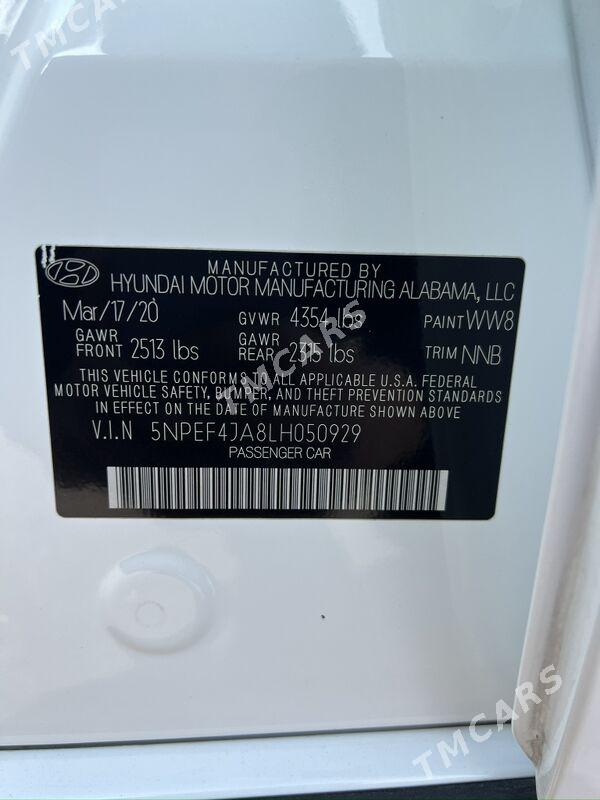 TMCARS
MANUFACTURED BY
HYUNDAI MOTOR MANUFACTURING ALABAMA, LLC
Mar/17/20 GVWR 4354 lbs PAINT WW8
GAWR FRONT 2513 lbs GAWR REAR 2315 lbs TRIM NNB
THIS VEHICLE CONFORMS TO ALL APPLICABLE U.S.A. FEDERAL
MOTOR VEHICLE SAFETY, BUMPER, AND THEFT PREVENTION STANDARDS
IN EFFECT ON THE DATE OF MANUFACTURE SHOWN ABOVE
V.I.N 5NPEF4JA8LH050929
PASSENGER CAR
TMCARS
TMCARS